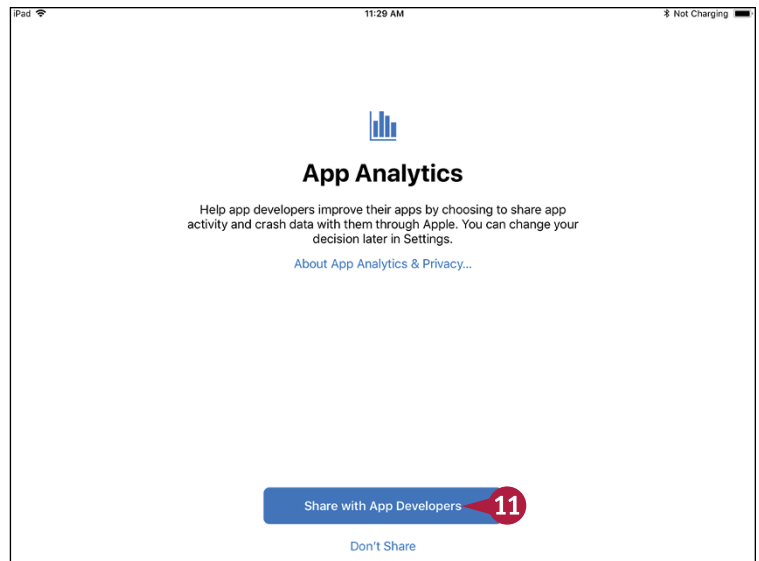 iPad 11:29 AM Not Charging
App Analytics
Help app developers improve their apps by choosing to share app
activity and crash data with them through Apple. You can change your
decision later in Settings.
About App Analytics & Privacy...
Share with App Developers 11
Don't Share